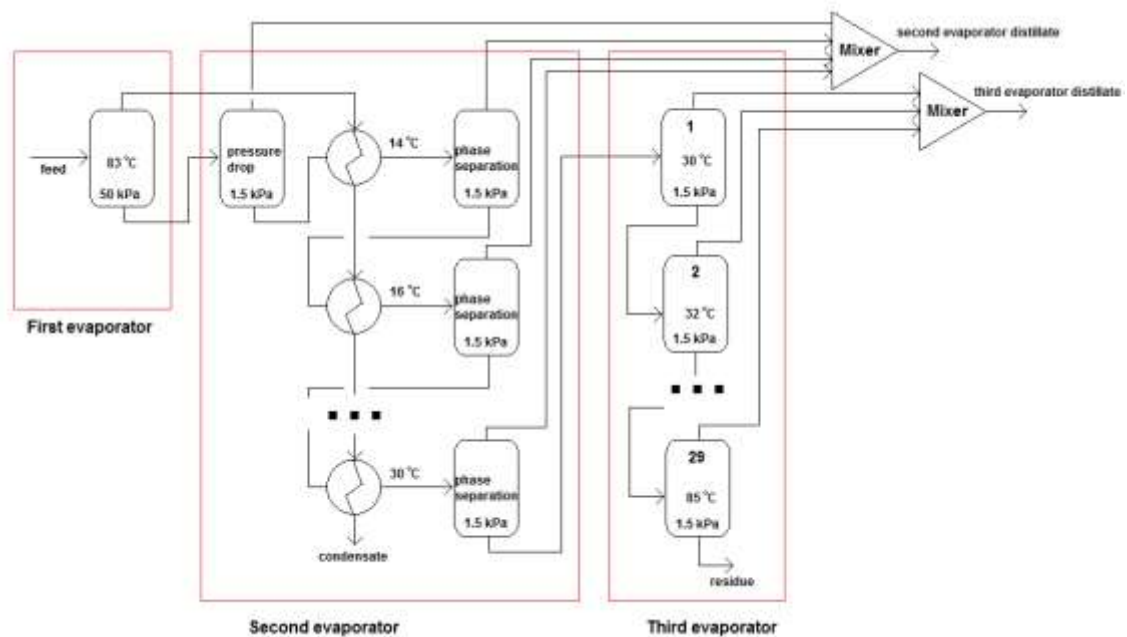 second evaporator distillate
Mixer
third evaporator distillate
Mixer
feed
83 °C
50 kPa
pressure
drop
1.5 kPa
14 °C
phase
separation
1.5 kPa
1
30 °C
1.5 kPa
16 °C
phase
separation
1.5 kPa
2
32 °C
1.5 kPa
First evaporator
30 °C
phase
separation
1.5 kPa
29
85 °C
1.5 kPa
condensate
residue
Second evaporator
Third evaporator